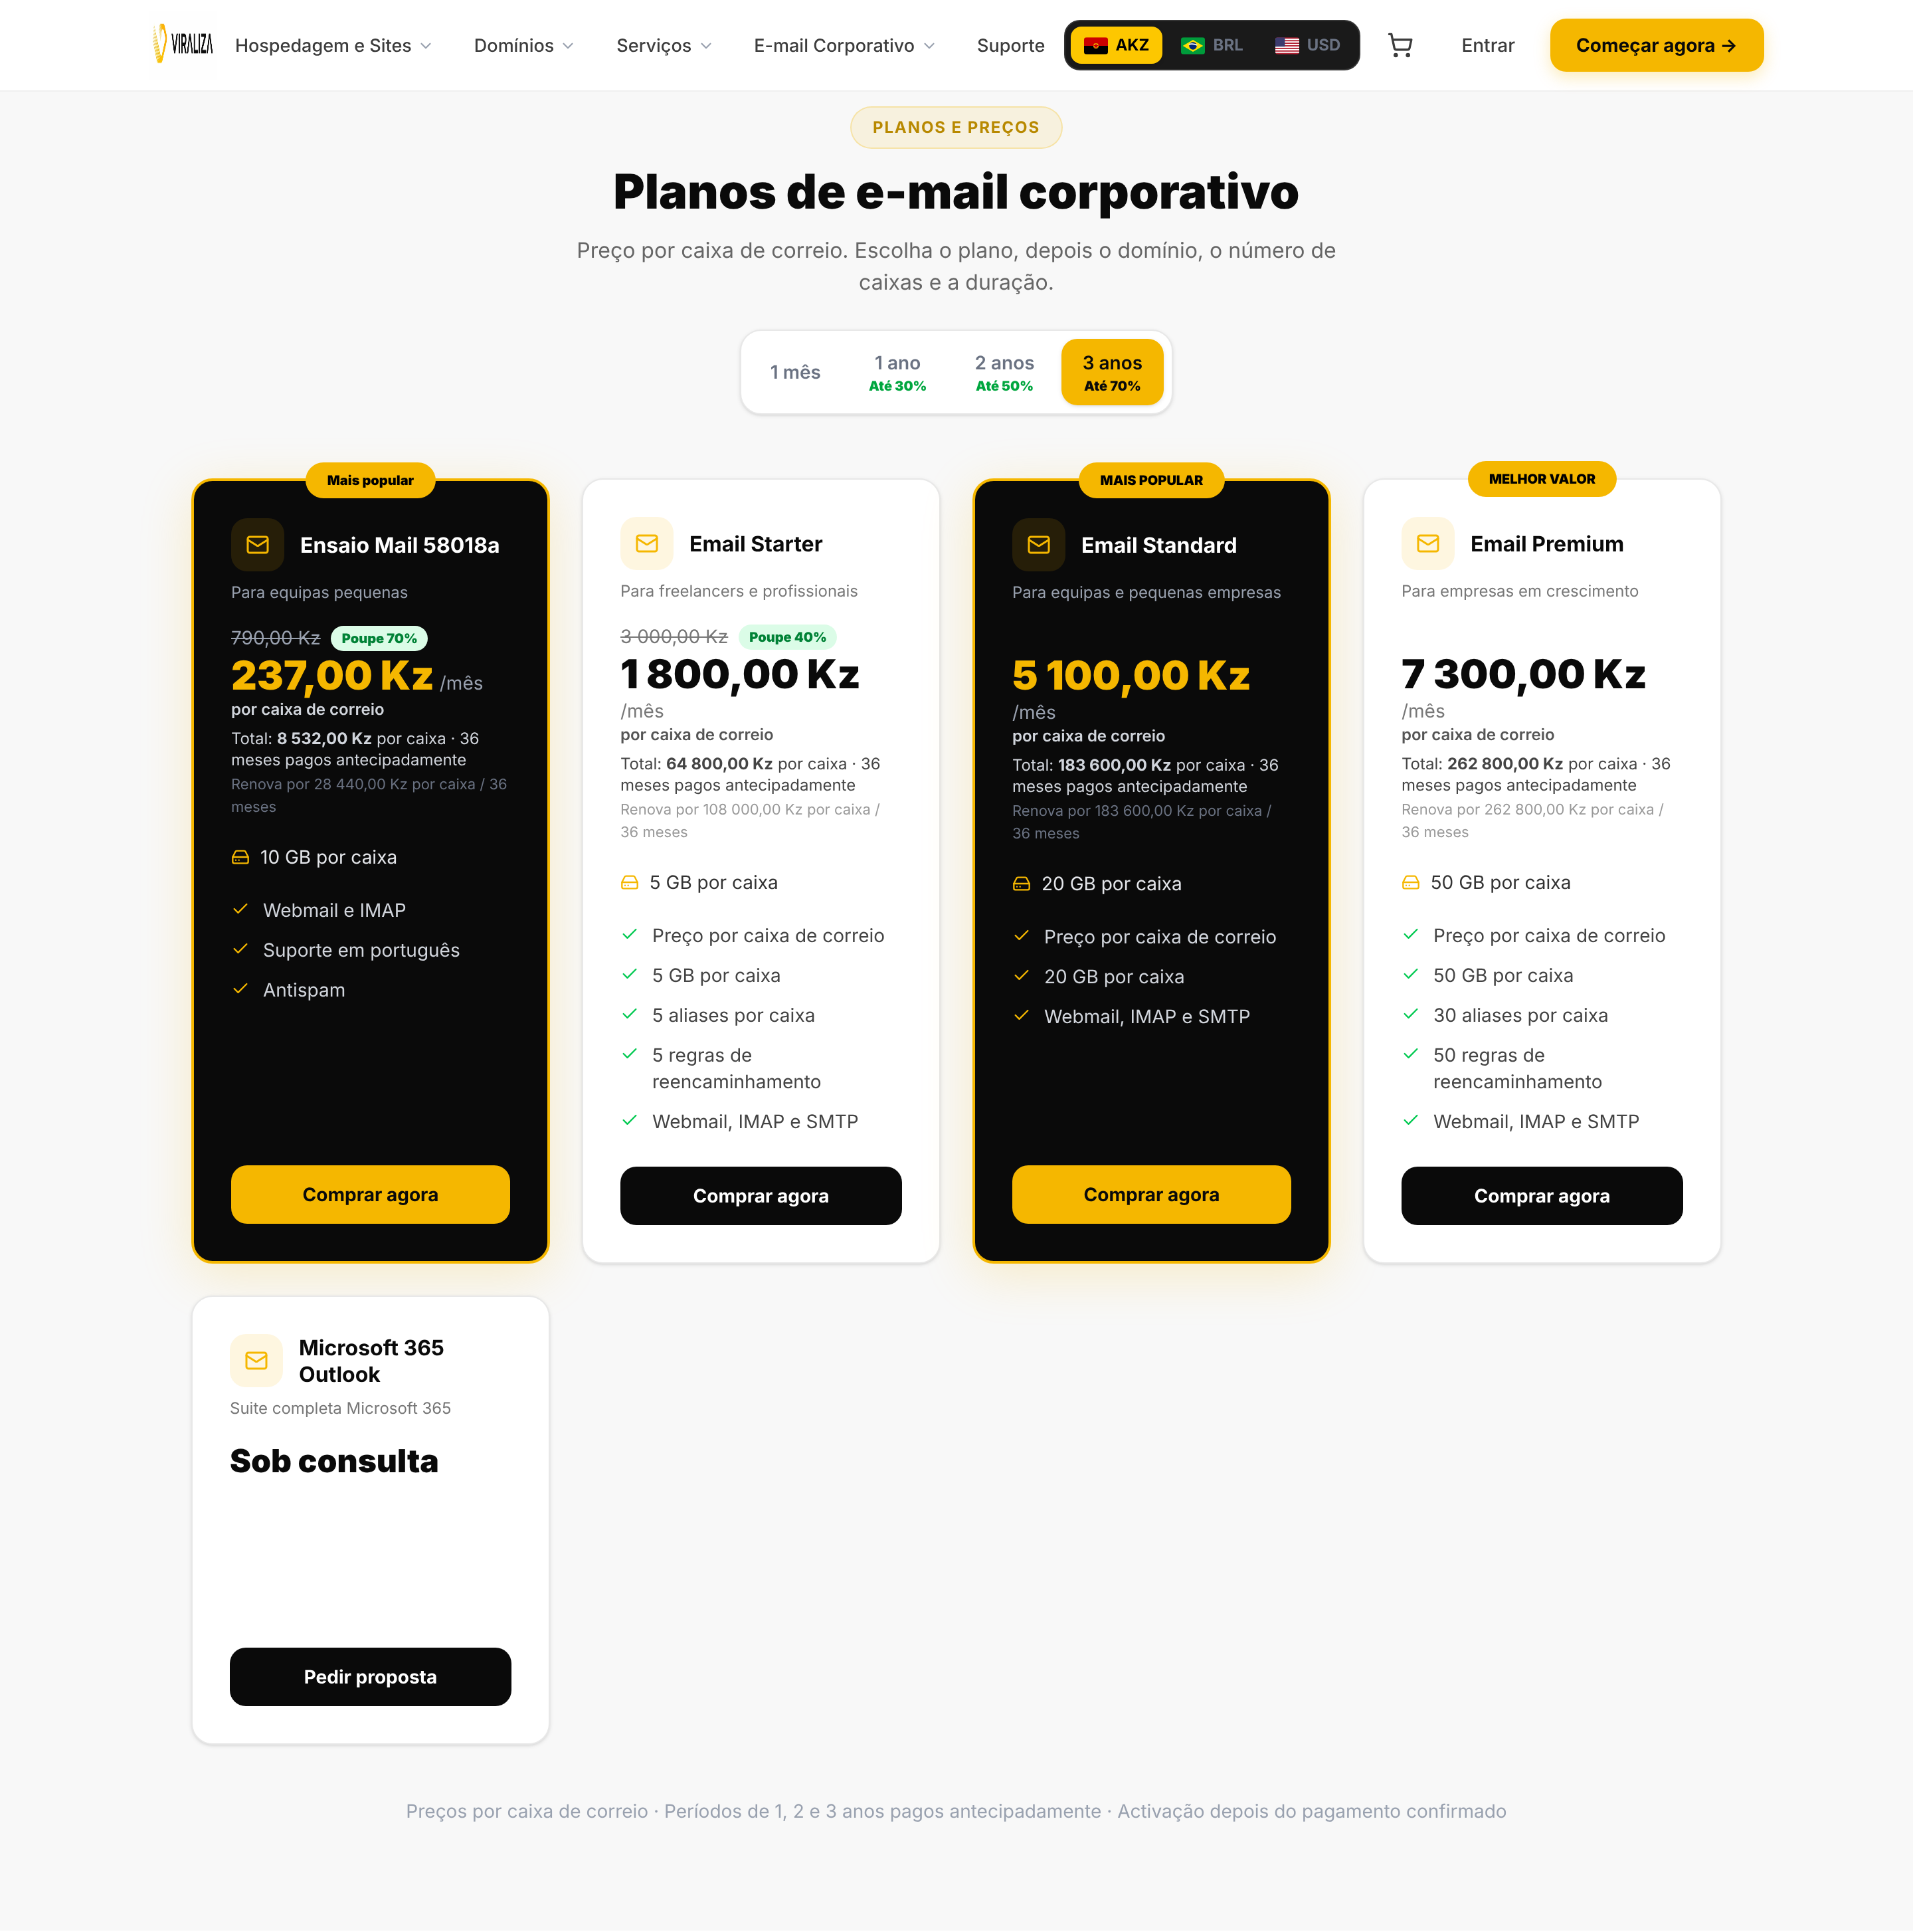 VIRALIZA
Hospedagem e Sites
Domínios
Serviços
E-mail Corporativo
Suporte
AKZ
BRL
USD
Entrar
Começar agora →
PLANOS E PREÇOS
Planos de e-mail corporativo
Preço por caixa de correio. Escolha o plano, depois o domínio, o número de
caixas e a duração.
1 mês
1 ano
Até 30%
2 anos
Até 50%
3 anos
Até 70%
Mais popular
Ensaio Mail 58018a
Para equipas pequenas
790,00 Kz
Poupe 70%
237,00 Kz /mês
por caixa de correio
Total: 8 532,00 Kz por caixa · 36
meses pagos antecipadamente
Renova por 28 440,00 Kz por caixa / 36
meses
10 GB por caixa
Webmail e IMAP
Suporte em português
Antispam
Comprar agora
Email Starter
Para freelancers e profissionais
3 000,00 Kz
Poupe 40%
1 800,00 Kz
/mês
por caixa de correio
Total: 64 800,00 Kz por caixa · 36
meses pagos antecipadamente
Renova por 108 000,00 Kz por caixa /
36 meses
5 GB por caixa
Preço por caixa de correio
5 GB por caixa
5 aliases por caixa
5 regras de
reencaminhamento
Webmail, IMAP e SMTP
Comprar agora
MAIS POPULAR
Email Standard
Para equipas e pequenas empresas
5 100,00 Kz
/mês
por caixa de correio
Total: 183 600,00 Kz por caixa · 36
meses pagos antecipadamente
Renova por 183 600,00 Kz por caixa /
36 meses
20 GB por caixa
Preço por caixa de correio
20 GB por caixa
Webmail, IMAP e SMTP
Comprar agora
MELHOR VALOR
Email Premium
Para empresas em crescimento
7 300,00 Kz
/mês
por caixa de correio
Total: 262 800,00 Kz por caixa · 36
meses pagos antecipadamente
Renova por 262 800,00 Kz por caixa /
36 meses
50 GB por caixa
Preço por caixa de correio
50 GB por caixa
30 aliases por caixa
50 regras de
reencaminhamento
Webmail, IMAP e SMTP
Comprar agora
Microsoft 365
Outlook
Suite completa Microsoft 365
Sob consulta
Pedir proposta
Preços por caixa de correio · Períodos de 1, 2 e 3 anos pagos antecipadamente · Activação depois do pagamento confirmado